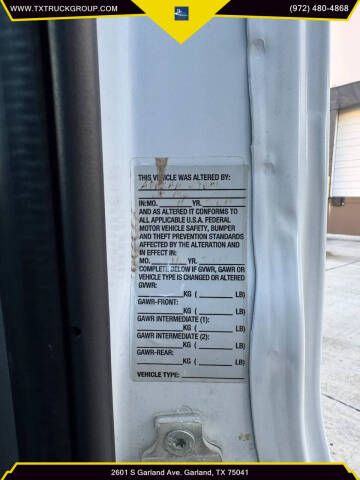 WWW.TXTRUCKGROUP.COM
(972) 480-4868
THIS VEHICLE WAS ALTERED BY:
IN:MO. YR.
AND AS ALTERED IT CONFORMS TO
ALL APPLICABLE U.S.A. FEDERAL
MOTOR VEHICLE SAFETY, BUMPER
AND THEFT PREVENTION STANDARDS
AFFECTED BY THE ALTERATION AND
IN EFFECT IN:
MO. YR.
COMPLETE BELOW IF GVWR, GAWR OR
VEHICLE TYPE IS CHANGED OR ALTERED
GVWR:
KG ( LB)
GAWR-FRONT:
KG ( LB)
GAWR INTERMEDIATE (1):
KG ( LB)
GAWR INTERMEDIATE (2):
KG ( LB)
GAWR-REAR:
KG ( LB)
VEHICLE TYPE:
2601 S Garland Ave. Garland, TX 75041